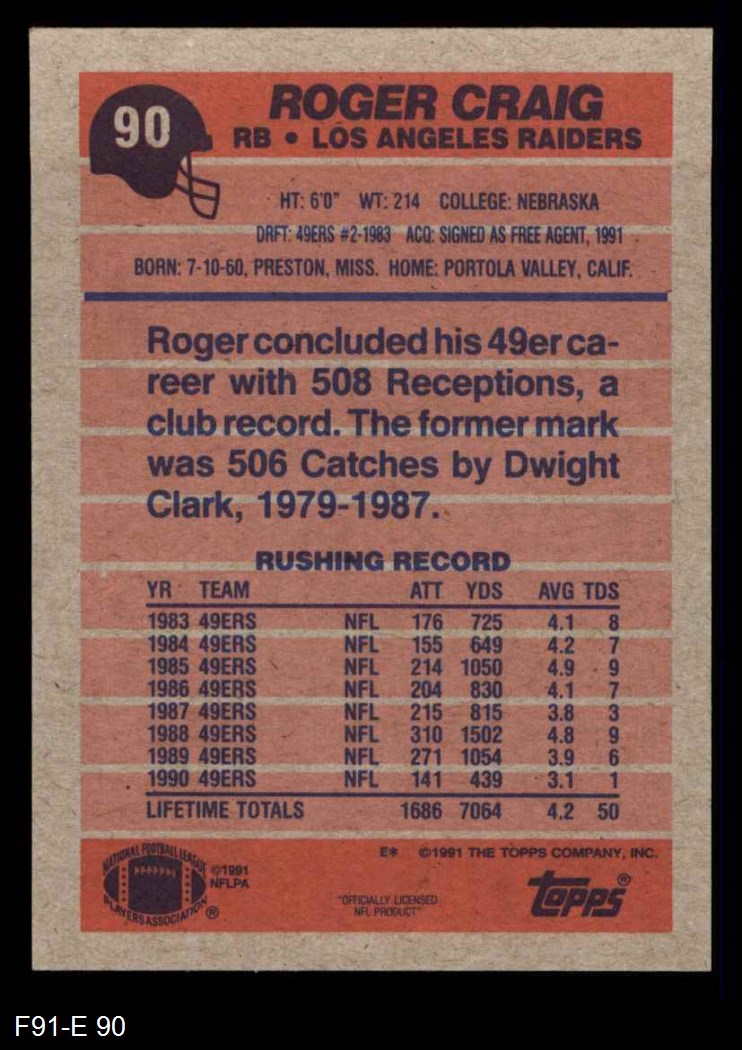 90
ROGER CRAIG
RB • LOS ANGELES RAIDERS
HT: 6'0" WT: 214 COLLEGE: NEBRASKA
DRFT: 49ERS #2-1983 ACQ: SIGNED AS FREE AGENT, 1991
BORN: 7-10-60, PRESTON, MISS. HOME: PORTOLA VALLEY, CALIF.
Roger concluded his 49er ca-
reer with 508 Receptions, a
club record. The former mark
was 506 Catches by Dwight
Clark, 1979-1987.
RUSHING RECORD
YR TEAM ATT YDS AVG TDS
1983 49ERS NFL 176 725 4.1 8
1984 49ERS NFL 155 649 4.2 7
1985 49ERS NFL 214 1050 4.9 9
1986 49ERS NFL 204 830 4.1 7
1987 49ERS NFL 215 815 3.8 3
1988 49ERS NFL 310 1502 4.8 9
1989 49ERS NFL 271 1054 3.9 6
1990 49ERS NFL 141 439 3.1 1
LIFETIME TOTALS 1686 7064 4.2 50
E* ©1991 THE TOPPS COMPANY, INC.
NATIONAL FOOTBALL LEAGUE
PLAYERS ASSOCIATION ®
©1991
NFLPA
"OFFICIALLY LICENSED
NFL PRODUCT"
Topps®
F91-E 90